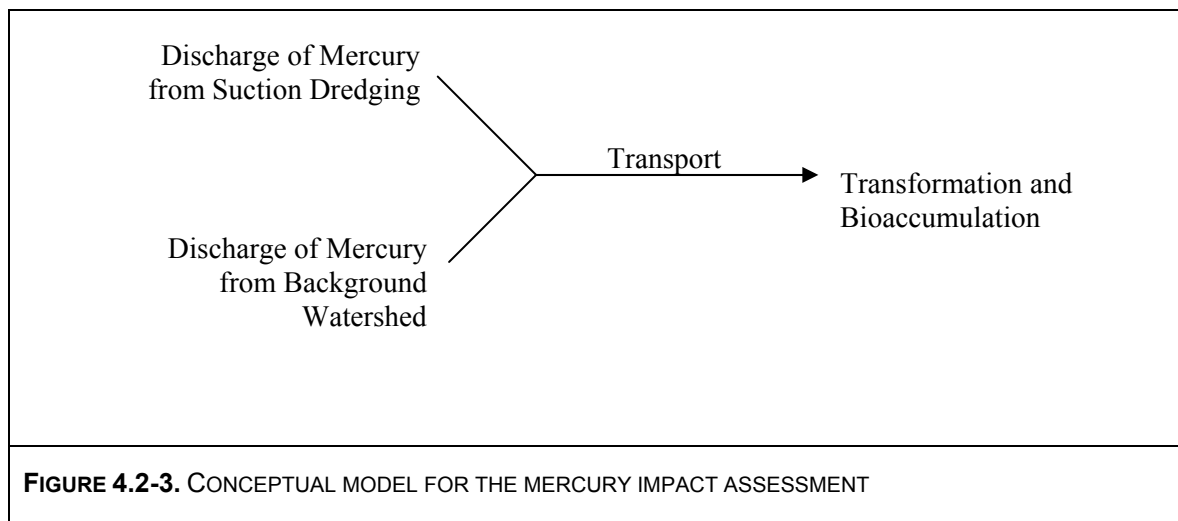 Discharge of Mercury
from Suction Dredging
Transport
Transformation and
Bioaccumulation
Discharge of Mercury
from Background
Watershed
FIGURE 4.2-3. CONCEPTUAL MODEL FOR THE MERCURY IMPACT ASSESSMENT